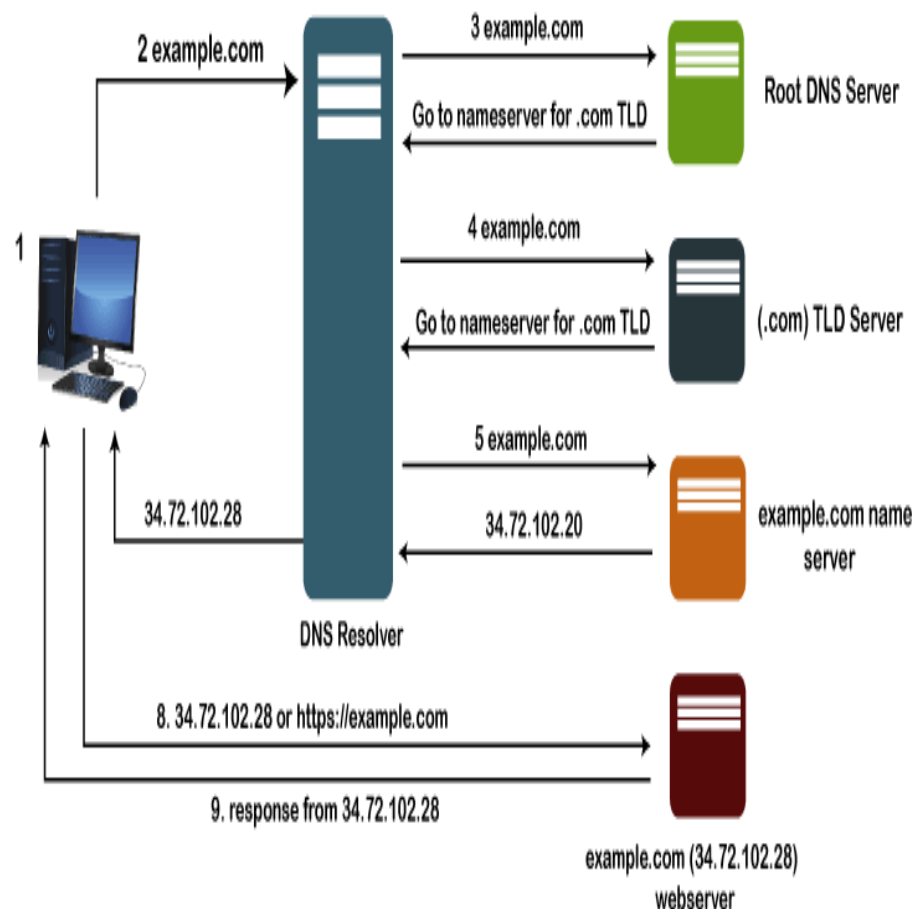 2 example.com
3 example.com
Root DNS Server
Go to nameserver for .com TLD
1
4 example.com
(.com) TLD Server
Go to nameserver for .com TLD
5 example.com
34.72.102.28
34.72.102.20
example.com name
server
DNS Resolver
8. 34.72.102.28 or https://example.com
9. response from 34.72.102.28
example.com (34.72.102.28)
webserver